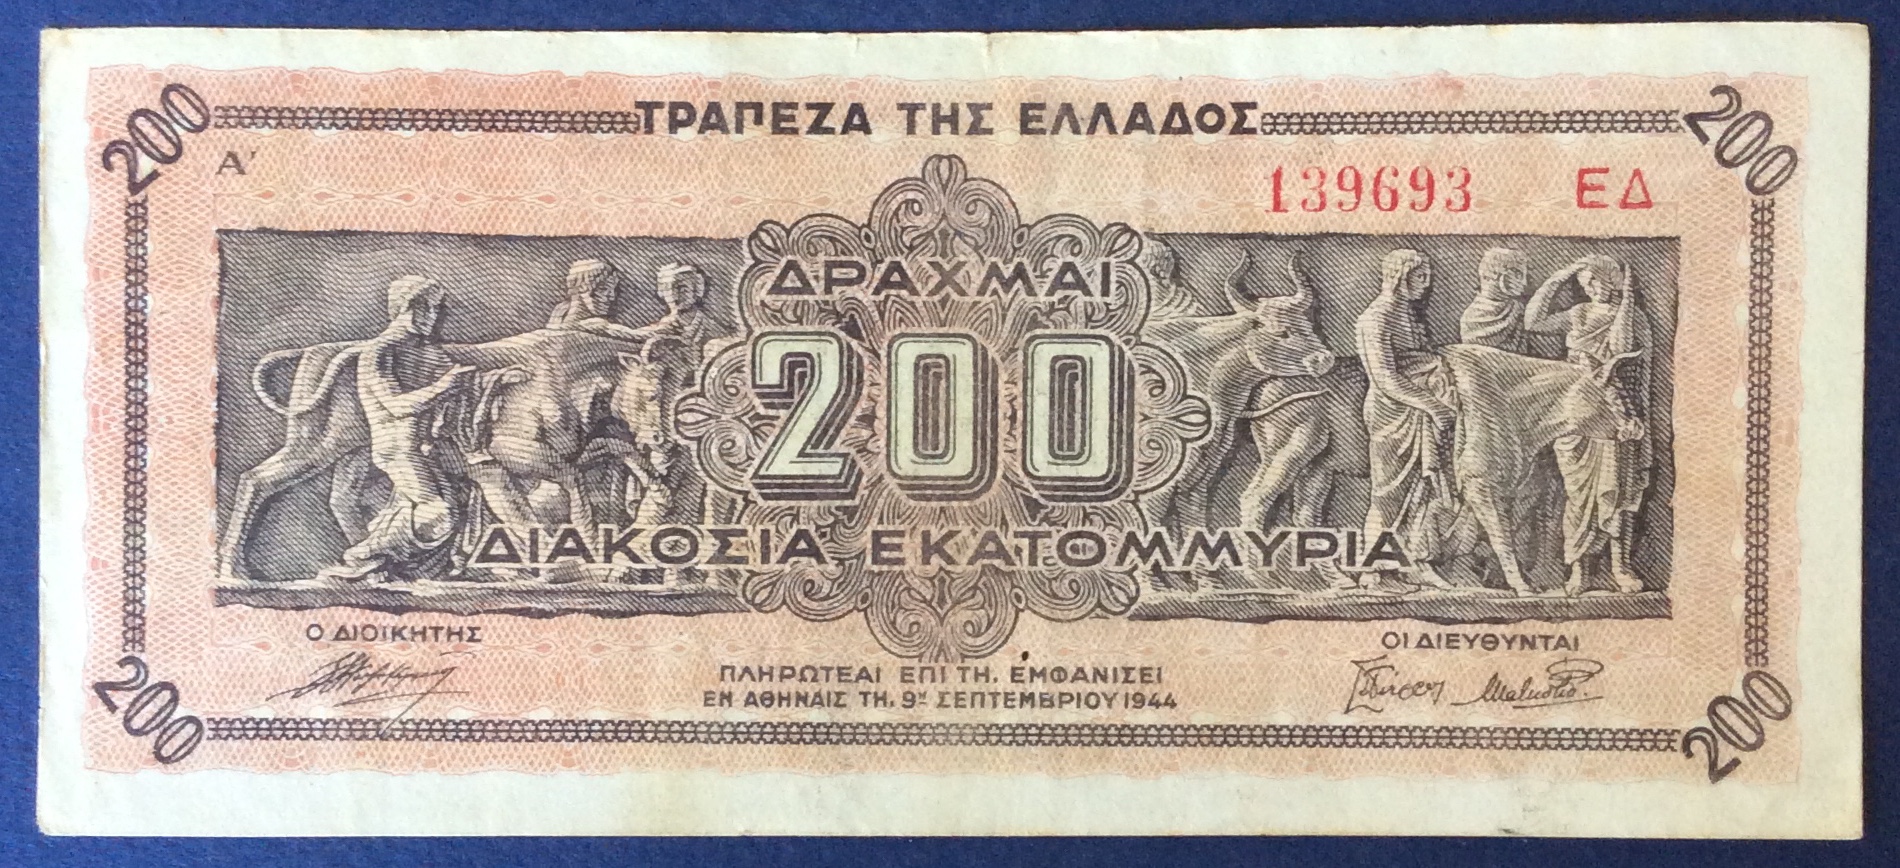 200 ΤΡΑΠΕΖΑ ΤΗΣ ΕΛΛΑΔΟΣ 200
Α' 139693 ΕΔ
ΔΡΑΧΜΑΙ
200
ΔΙΑΚΟΣΙΑ ΕΚΑΤΟΜΜΥΡΙΑ
Ο ΔΙΟΙΚΗΤΗΣ ΟΙ ΔΙΕΥΘΥΝΤΑΙ
ΠΛΗΡΩΤΕΑΙ ΕΠΙ ΤΗ. ΕΜΦΑΝΙΣΕΙ
ΕΝ ΑΘΗΝΑΙΣ ΤΗ. 9ῃ ΣΕΠΤΕΜΒΡΙΟΥ 1944
200 200